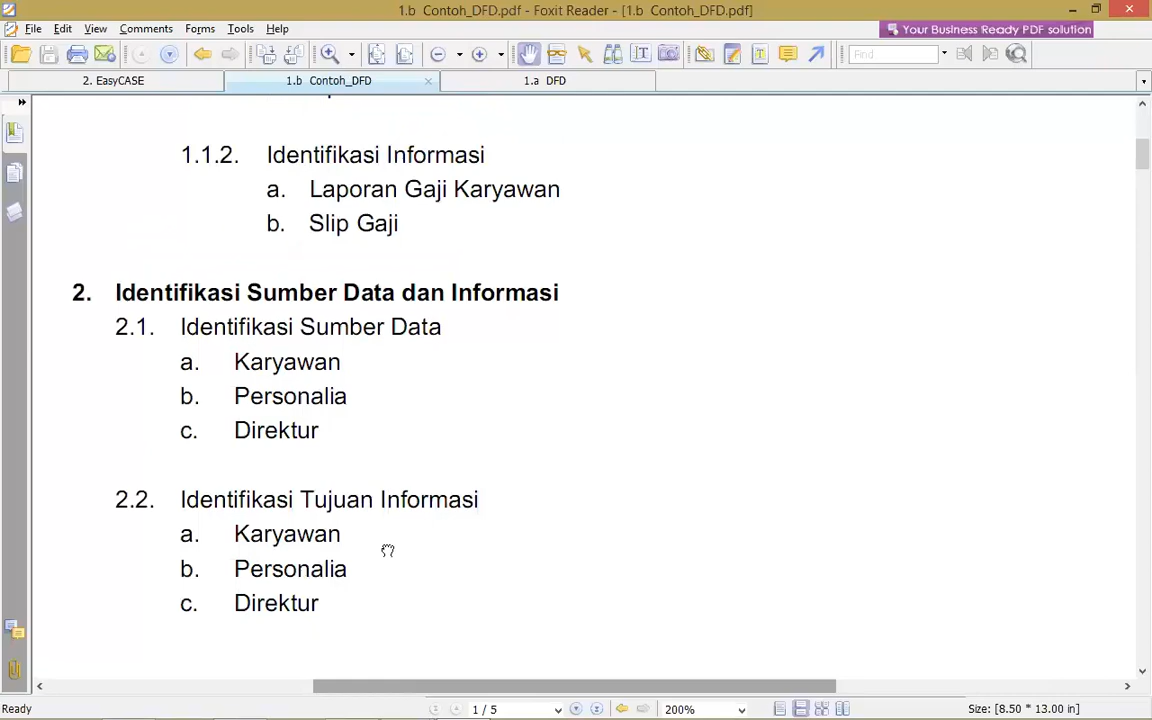 1.b Contoh_DFD.pdf - Foxit Reader - [1.b Contoh_DFD.pdf]
File Edit View Comments Forms Tools Help
Your Business Ready PDF solution
Find
2. EasyCASE
1.b Contoh_DFD
1.a DFD
1.1.2. Identifikasi Informasi
a. Laporan Gaji Karyawan
b. Slip Gaji
2. Identifikasi Sumber Data dan Informasi
2.1. Identifikasi Sumber Data
a. Karyawan
b. Personalia
c. Direktur
2.2. Identifikasi Tujuan Informasi
a. Karyawan
b. Personalia
c. Direktur
Ready
1 / 5
200%
Size: [8.50 * 13.00 in]